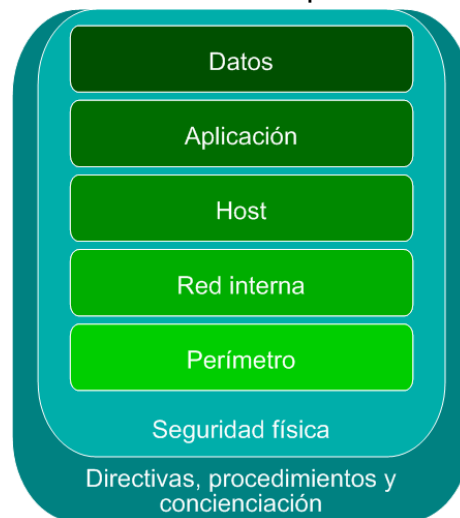 Datos
Aplicación
Host
Red interna
Perímetro
Seguridad física
Directivas, procedimientos y
concienciación